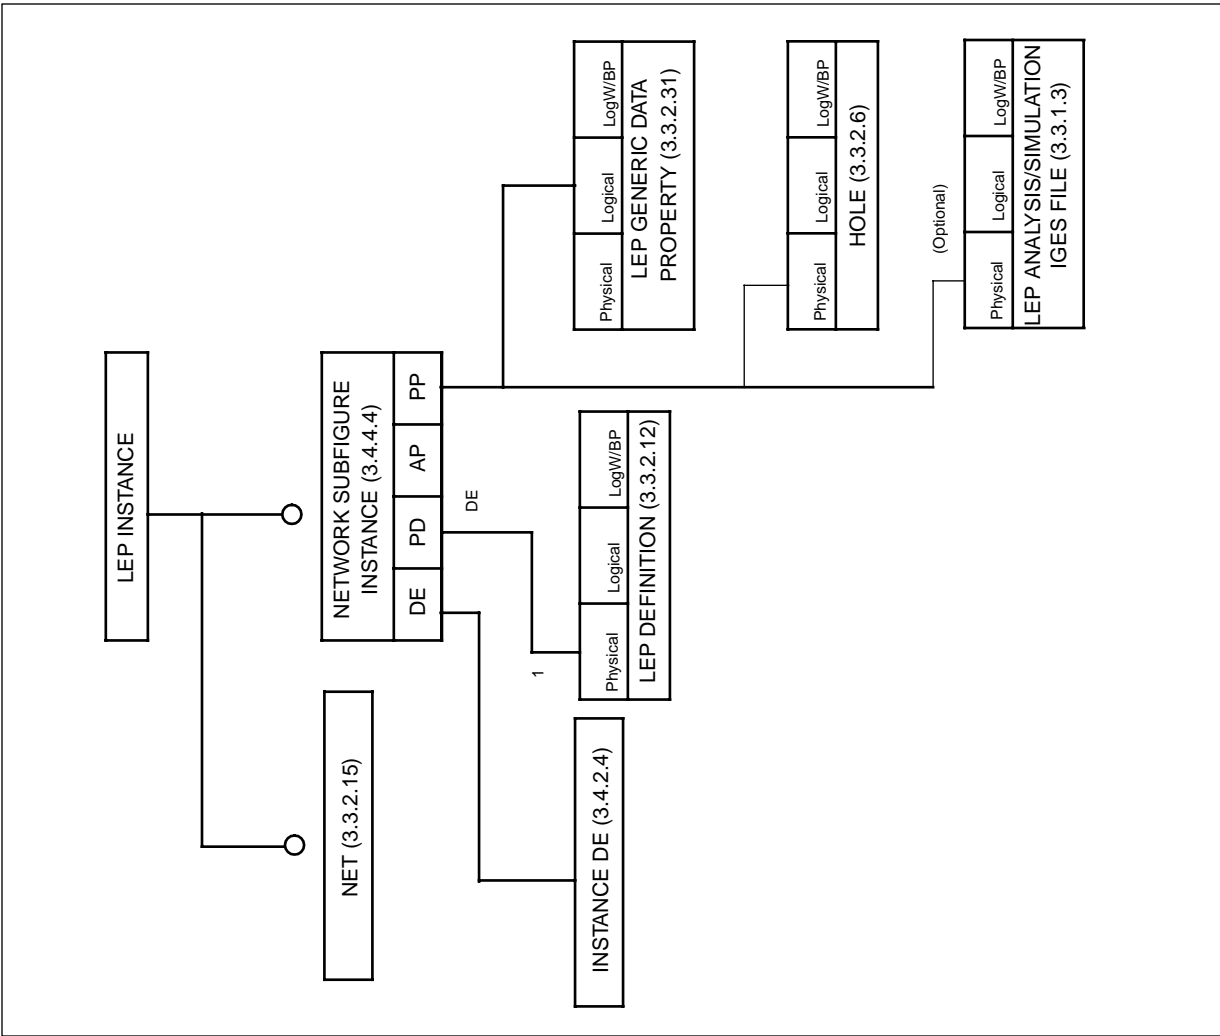 LEP INSTANCE
NET (3.3.2.15)
NETWORK SUBFIGURE
INSTANCE (3.4.4.4)
DE
PD
AP
PP
DE
1
INSTANCE DE (3.4.2.4)
Physical
Logical
LogW/BP
LEP DEFINITION (3.3.2.12)
Physical
Logical
LogW/BP
LEP GENERIC DATA
PROPERTY (3.3.2.31)
Physical
Logical
LogW/BP
HOLE (3.3.2.6)
(Optional)
Physical
Logical
LogW/BP
LEP ANALYSIS/SIMULATION
IGES FILE (3.3.1.3)